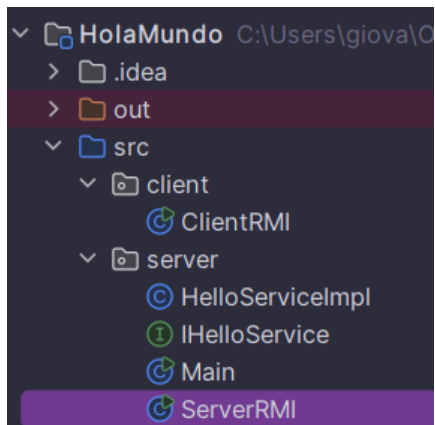 HolaMundo C:\Users\giova\O
.idea
out
src
client
ClientRMI
server
HelloServiceImpl
IHelloService
Main
ServerRMI